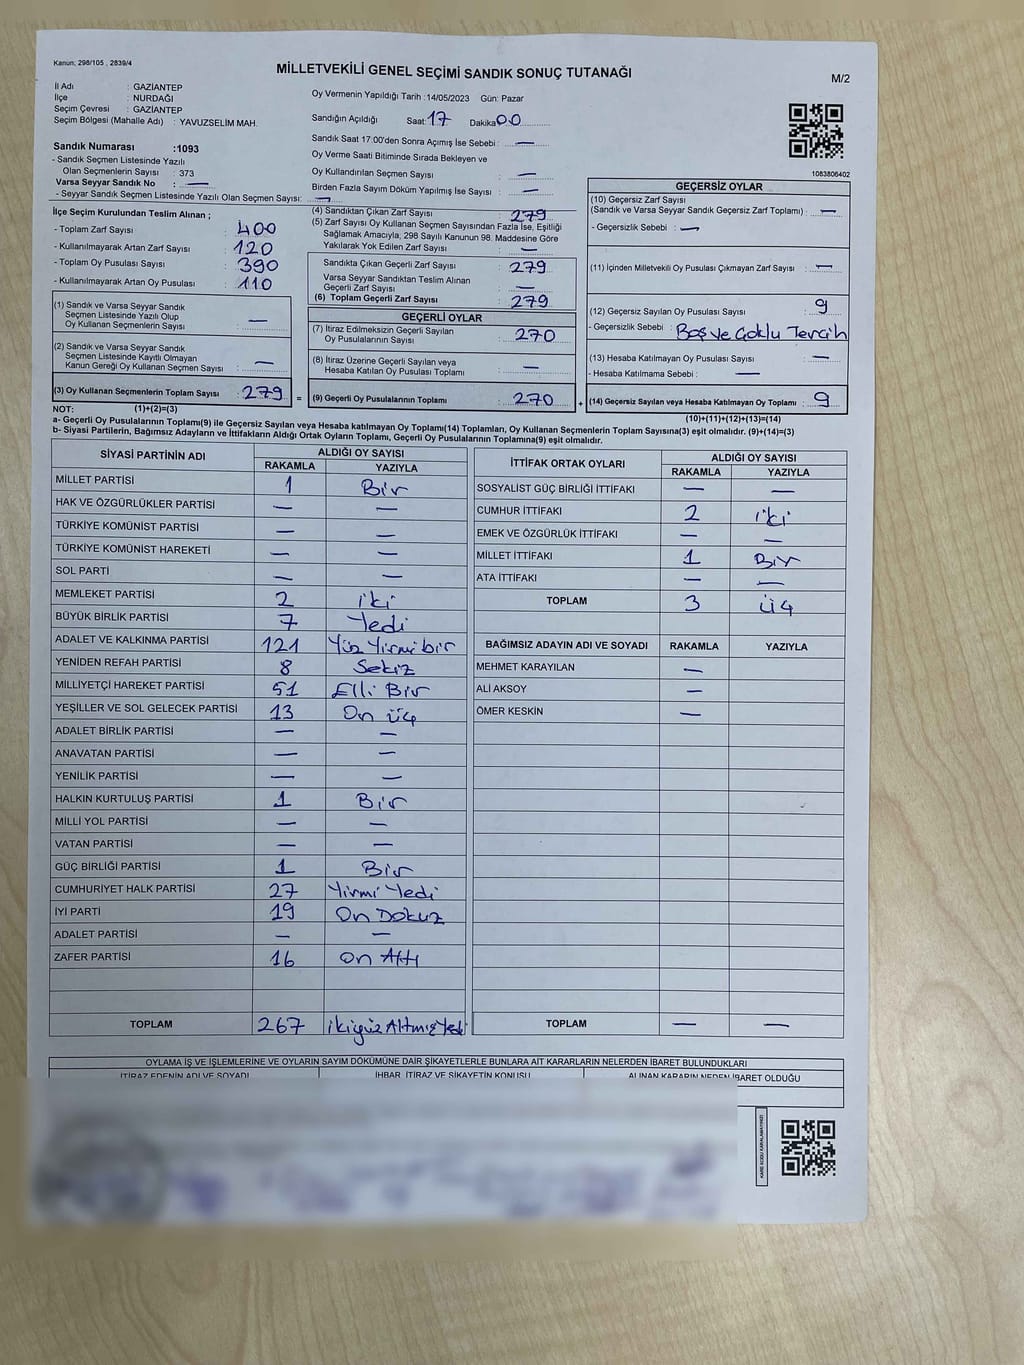 Kanun, 298/105 , 2839/4
MİLLETVEKİLİ GENEL SEÇİMİ SANDIK SONUÇ TUTANAĞI
M/2
İl Adı : GAZİANTEP
İlçe : NURDAĞI
Seçim Çevresi : GAZİANTEP
Seçim Bölgesi (Mahalle Adı) : YAVUZSELİM MAH.
Oy Vermenin Yapıldığı Tarih :14/05/2023 Gün: Pazar
Sandığın Açıldığı Saat: 17 Dakika 00
Sandık Saat 17:00'den Sonra Açımış İse Sebebi : —
Oy Verme Saati Bitiminde Sırada Bekleyen ve
Oy Kullandırılan Seçmen Sayısı : —
Birden Fazla Sayım Döküm Yapılmış İse Sayısı : —
1083806402
Sandık Numarası :1093
- Sandık Seçmen Listesinde Yazılı
Olan Seçmenlerin Sayısı : 373
Varsa Seyyar Sandık No : —
- Seyyar Sandık Seçmen Listesinde Yazılı Olan Seçmen Sayısı: —
İlçe Seçim Kurulundan Teslim Alınan ;
- Toplam Zarf Sayısı : 400
- Kullanılmayarak Artan Zarf Sayısı : 120
- Toplam Oy Pusulası Sayısı : 390
- Kullanılmayarak Artan Oy Pusulası : 110
(1) Sandık ve Varsa Seyyar Sandık
Seçmen Listesinde Yazılı Olup
Oy Kullanan Seçmenlerin Sayısı : —
(2) Sandık ve Varsa Seyyar Sandık
Seçmen Listesinde Kayıtlı Olmayan
Kanun Gereği Oy Kullanan Seçmen Sayısı : —
(3) Oy Kullanan Seçmenlerin Toplam Sayısı : 279
(1)+(2)=(3)
(4) Sandıktan Çıkan Zarf Sayısı : 279
(5) Zarf Sayısı Oy Kullanan Seçmen Sayısından Fazla İse, Eşitliği
Sağlamak Amacıyla, 298 Sayılı Kanunun 98. Maddesine Göre
Yakılarak Yok Edilen Zarf Sayısı : —
Sandıkta Çıkan Geçerli Zarf Sayısı : 279
Varsa Seyyar Sandıktan Teslim Alınan
Geçerli Zarf Sayısı : —
(6) Toplam Geçerli Zarf Sayısı : 279
GEÇERLİ OYLAR
(7) İtiraz Edilmeksizin Geçerli Sayılan
Oy Pusulalarının Sayısı : 270
(8) İtiraz Üzerine Geçerli Sayılan veya
Hesaba Katılan Oy Pusulası Toplamı : —
= (9) Geçerli Oy Pusulalarının Toplamı : 270
GEÇERSİZ OYLAR
(10) Geçersiz Zarf Sayısı
(Sandık ve Varsa Seyyar Sandık Geçersiz Zarf Toplamı) : —
- Geçersizlik Sebebi : —
(11) İçinden Milletvekili Oy Pusulası Çıkmayan Zarf Sayısı : —
(12) Geçersiz Sayılan Oy Pusulası Sayısı : 9
- Geçersizlik Sebebi : Boş ve Çoklu Tercih
(13) Hesaba Katılmayan Oy Pusulası Sayısı : —
- Hesaba Katılmama Sebebi : —
+ (14) Geçersiz Sayılan veya Hesaba Katılmayan Oy Toplamı : 9
(10)+(11)+(12)+(13)=(14)
NOT:
a- Geçerli Oy Pusulalarının Toplamı(9) ile Geçersiz Sayılan veya Hesaba katılmayan Oy Toplamı(14) Toplamları, Oy Kullanan Seçmenlerin Toplam Sayısına(3) eşit olmalıdır. (9)+(14)=(3)
b- Siyasi Partilerin, Bağımsız Adayların ve İttifakların Aldığı Ortak Oyların Toplamı, Geçerli Oy Pusulalarının Toplamına(9) eşit olmalıdır.
SİYASİ PARTİNİN ADI ALDIĞI OY SAYISI
RAKAMLA YAZIYLA
MİLLET PARTİSİ 1 Bir
HAK VE ÖZGÜRLÜKLER PARTİSİ — —
TÜRKİYE KOMÜNİST PARTİSİ — —
TÜRKİYE KOMÜNİST HAREKETİ — —
SOL PARTİ — —
MEMLEKET PARTİSİ 2 iki
BÜYÜK BİRLİK PARTİSİ 7 Yedi
ADALET VE KALKINMA PARTİSİ 121 Yüz Yirmi bir
YENİDEN REFAH PARTİSİ 8 Sekiz
MİLLİYETÇİ HAREKET PARTİSİ 51 Elli Bir
YEŞİLLER VE SOL GELECEK PARTİSİ 13 On üç
ADALET BİRLİK PARTİSİ — —
ANAVATAN PARTİSİ — —
YENİLİK PARTİSİ — —
HALKIN KURTULUŞ PARTİSİ 1 Bir
MİLLİ YOL PARTİSİ — —
VATAN PARTİSİ — —
GÜÇ BİRLİĞİ PARTİSİ 1 Bir
CUMHURİYET HALK PARTİSİ 27 Yirmi Yedi
İYİ PARTİ 19 On Dokuz
ADALET PARTİSİ — —
ZAFER PARTİSİ 16 On Altı
TOPLAM 267 ikiyüz Altmış Yedi
İTTİFAK ORTAK OYLARI ALDIĞI OY SAYISI
RAKAMLA YAZIYLA
SOSYALİST GÜÇ BİRLİĞİ İTTİFAKI — —
CUMHUR İTTİFAKI 2 iki
EMEK VE ÖZGÜRLÜK İTTİFAKI — —
MİLLET İTTİFAKI 1 Bir
ATA İTTİFAKI — —
TOPLAM 3 üç
BAĞIMSIZ ADAYIN ADI VE SOYADI RAKAMLA YAZIYLA
MEHMET KARAYILAN —
ALİ AKSOY —
ÖMER KESKİN —
TOPLAM — —
OYLAMA İŞ VE İŞLEMLERİNE VE OYLARIN SAYIM DÖKÜMÜNE DAİR ŞİKAYETLERLE BUNLARA AİT KARARLARIN NELERDEN İBARET BULUNDUKLARI
İTİRAZ EDENİN ADI VE SOYADI İHBAR, İTİRAZ VE ŞİKAYETİN KONUSU ALINAN KARARIN NEDEN İBARET OLDUĞU
KARE KODU KARALAMAYINIZ!